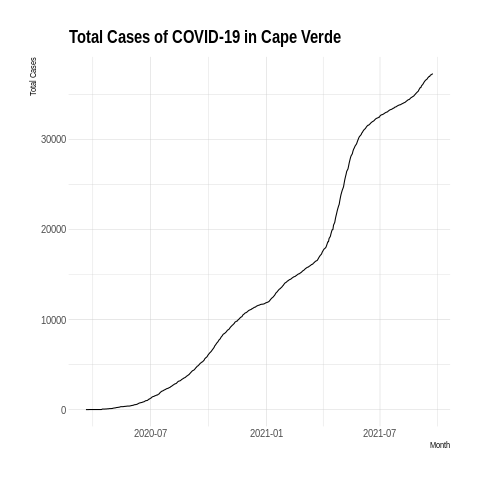 Total Cases of COVID-19 in Cape Verde
Total Cases
30000
20000
10000
0
2020-07 2021-01 2021-07
Month